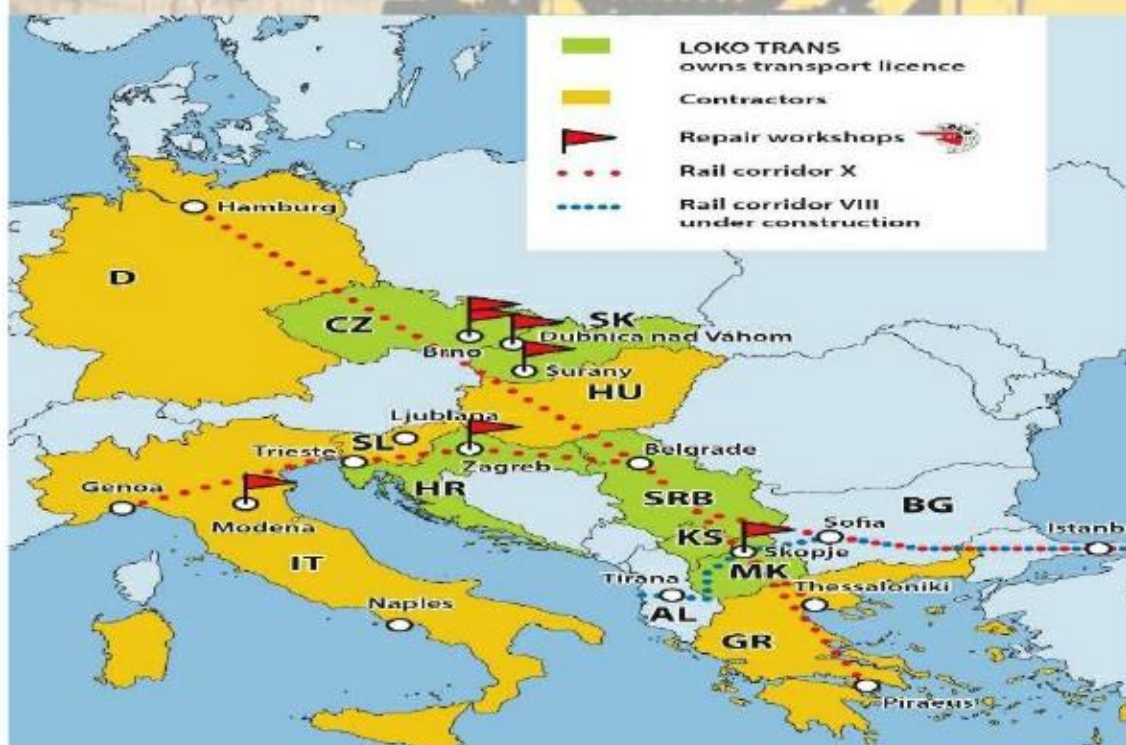 LOKO TRANS
owns transport licence
Contractors
Repair workshops
Rail corridor X
Rail corridor VIII
under construction
Hamburg
D
CZ
SK
Brno
Dubnica nad Váhom
Šurany
HU
Ljublana
SL
Trieste
Zagreb
Belgrade
Genoa
HR
SRB
Modena
BG
KS
Sofia
Istanb
Skopje
IT
MK
Tirana
Thessaloniki
AL
Naples
GR
Piraeus